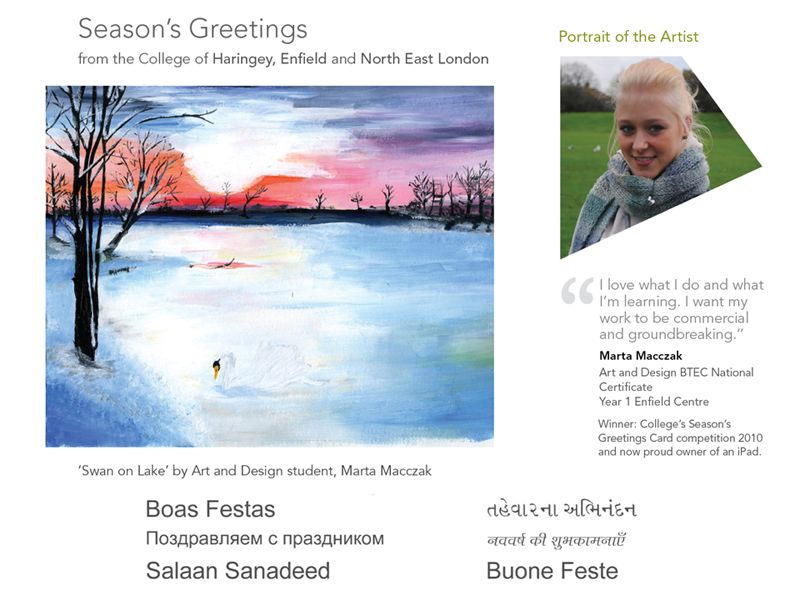 Season's Greetings
from the College of Haringey, Enfield and North East London
Portrait of the Artist
“I love what I do and what
I'm learning. I want my
work to be commercial
and groundbreaking.”
Marta Macczak
Art and Design BTEC National
Certificate
Year 1 Enfield Centre
Winner: College's Season's
Greetings Card competition 2010
and now proud owner of an iPad.
‘Swan on Lake’ by Art and Design student, Marta Macczak
Boas Festas
Поздравляем с праздником
Salaan Sanadeed
તહેવારના અભિનંદન
नववर्ष की शुभकामनाएँ
Buone Feste